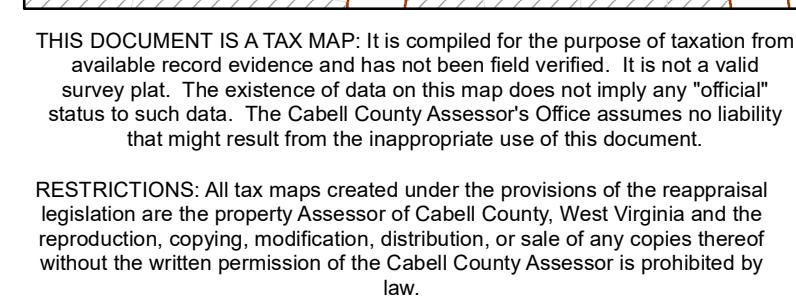 THIS DOCUMENT IS A TAX MAP: It is compiled for the purpose of taxation from
available record evidence and has not been field verified.  It is not a valid
survey plat.  The existence of data on this map does not imply any "official"
status to such data.  The Cabell County Assessor's Office assumes no liability
that might result from the inappropriate use of this document.
RESTRICTIONS: All tax maps created under the provisions of the reappraisal
legislation are the property Assessor of Cabell County, West Virginia and the
reproduction, copying, modification, distribution, or sale of any copies thereof
without the written permission of the Cabell County Assessor is prohibited by
law.